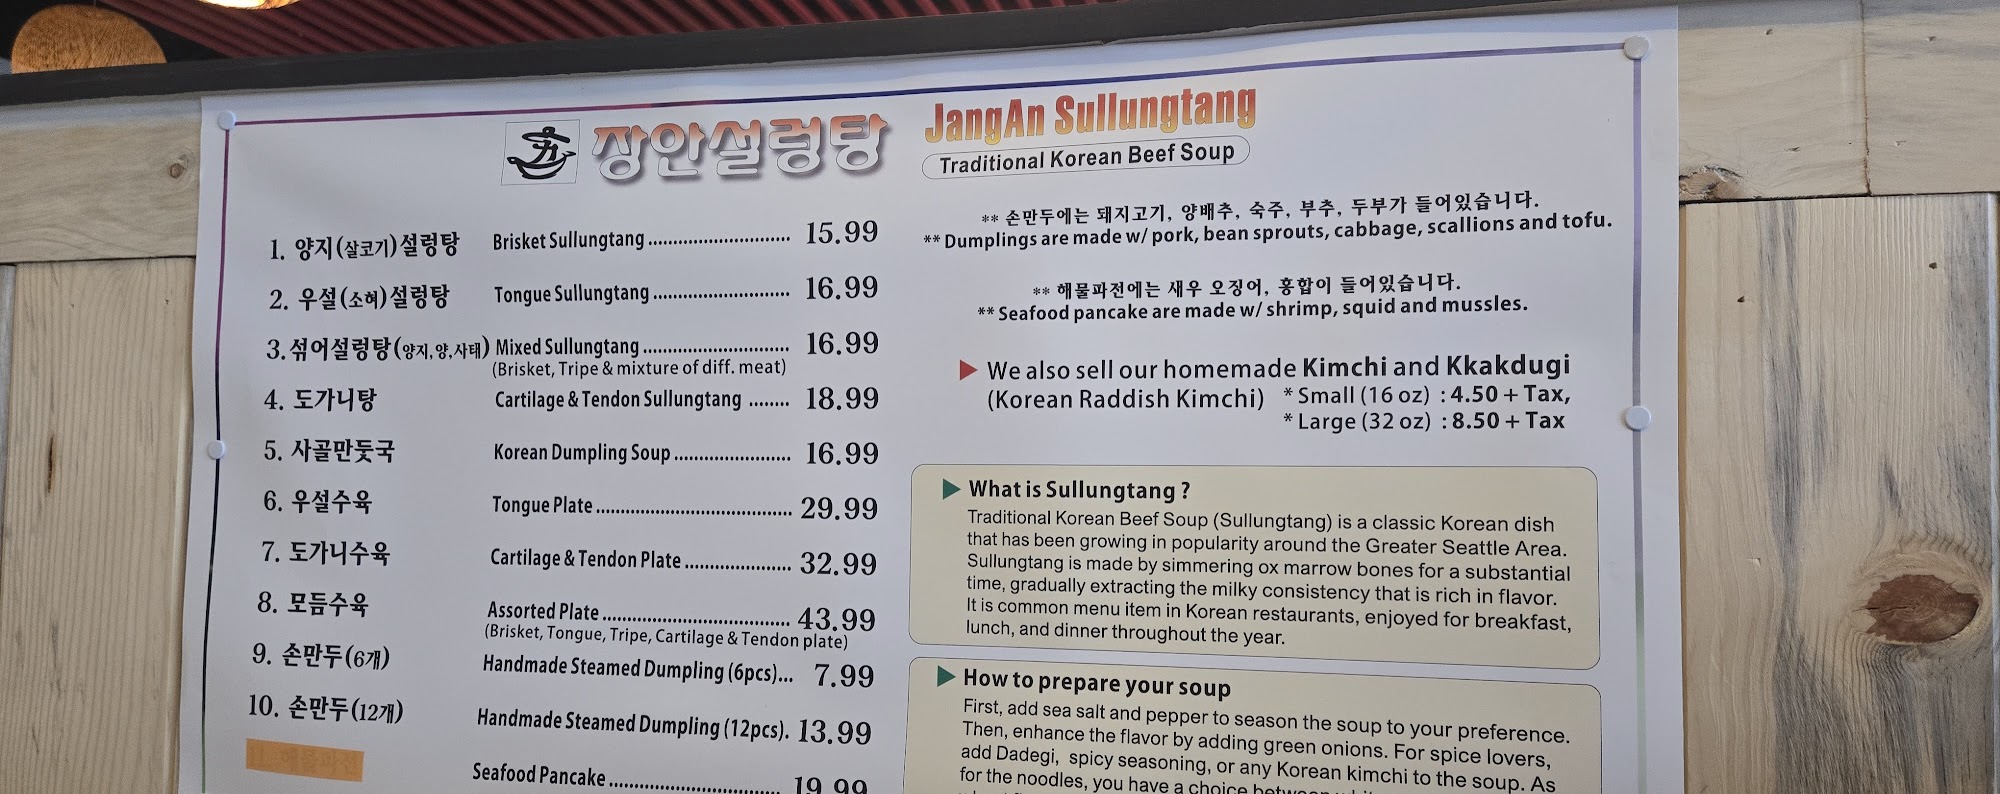 장안설렁탕 JangAn Sullungtang
Traditional Korean Beef Soup
1. 양지(살코기)설렁탕 Brisket Sullungtang 15.99
2. 우설(소혀)설렁탕 Tongue Sullungtang 16.99
3. 섞어설렁탕(양지,양,사태) Mixed Sullungtang 16.99
(Brisket, Tripe & mixture of diff. meat)
4. 도가니탕 Cartilage & Tendon Sullungtang 18.99
5. 사골만둣국 Korean Dumpling Soup 16.99
6. 우설수육 Tongue Plate 29.99
7. 도가니수육 Cartilage & Tendon Plate 32.99
8. 모듬수육 Assorted Plate 43.99
(Brisket, Tongue, Tripe, Cartilage & Tendon plate)
9. 손만두(6개) Handmade Steamed Dumpling (6pcs)... 7.99
10. 손만두(12개) Handmade Steamed Dumpling (12pcs). 13.99
Seafood Pancake 19.99
** 손만두에는 돼지고기, 양배추, 숙주, 부추, 두부가 들어있습니다.
** Dumplings are made w/ pork, bean sprouts, cabbage, scallions and tofu.
** 해물파전에는 새우 오징어, 홍합이 들어있습니다.
** Seafood pancake are made w/ shrimp, squid and mussles.
We also sell our homemade Kimchi and Kkakdugi
(Korean Raddish Kimchi) * Small (16 oz) : 4.50 + Tax,
* Large (32 oz) : 8.50 + Tax
What is Sullungtang ?
Traditional Korean Beef Soup (Sullungtang) is a classic Korean dish
that has been growing in popularity around the Greater Seattle Area.
Sullungtang is made by simmering ox marrow bones for a substantial
time, gradually extracting the milky consistency that is rich in flavor.
It is common menu item in Korean restaurants, enjoyed for breakfast,
lunch, and dinner throughout the year.
How to prepare your soup
First, add sea salt and pepper to season the soup to your preference.
Then, enhance the flavor by adding green onions. For spice lovers,
add Dadegi, spicy seasoning, or any Korean kimchi to the soup. As
for the noodles, you have a choice between